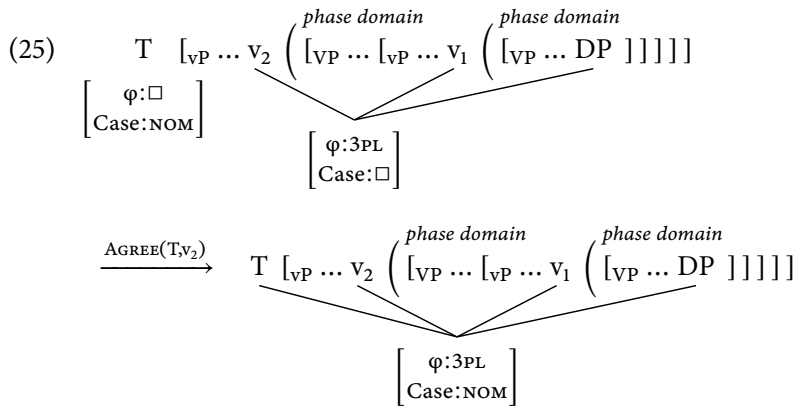 phase domain phase domain
(25) T [vP ... v2 ( [VP ... [vP ... v1 ( [VP ... DP ] ] ] ] ]
[ φ:□ Case:NOM ]
[ φ:3PL Case:□ ]
phase domain phase domain
AGREE(T,v2) ⟶ T [vP ... v2 ( [VP ... [vP ... v1 ( [VP ... DP ] ] ] ] ]
[ φ:3PL Case:NOM ]